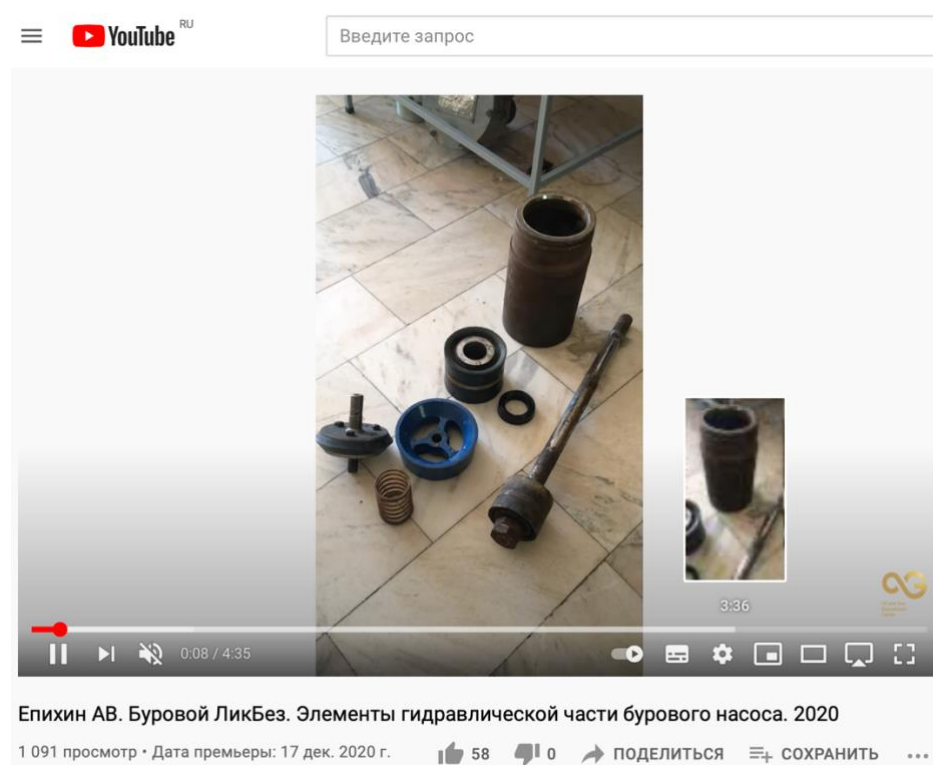 YouTube RU
Введите запрос
3:36
0:08 / 4:35
Епихин АВ. Буровой ЛикБез. Элементы гидравлической части бурового насоса. 2020
1 091 просмотр • Дата премьеры: 17 дек. 2020 г. 58 0 ПОДЕЛИТЬСЯ СОХРАНИТЬ